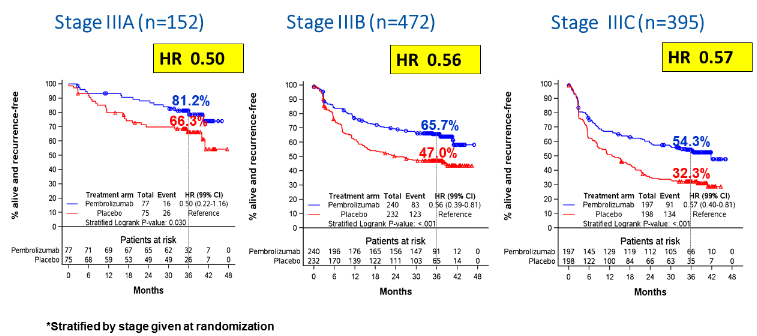 Stage IIIA (n=152)
HR 0.50
% alive and recurrence-free
100
90
80
70
60
50
40
30
20
10
0
81.2%
66.3%
Treatment arm Total Event HR (99% CI)
Pembrolizumab 77 16 0.50 (0.22-1.16)
Placebo 75 26 Reference
Stratified Logrank P-value: 0.030
Patients at risk
Pembrolizumab 77 71 69 67 65 62 32 7 0
Placebo 75 68 59 53 49 49 26 7 0
0 6 12 18 24 30 36 42 48
Months
Stage IIIB (n=472)
HR 0.56
% alive and recurrence-free
100
90
80
70
60
50
40
30
20
10
0
65.7%
47.0%
Treatment arm Total Event HR (99% CI)
Pembrolizumab 240 83 0.56 (0.39-0.81)
Placebo 232 123 Reference
Stratified Logrank P-value: <.001
Patients at risk
Pembrolizumab 240 196 176 165 156 147 91 12 0
Placebo 232 170 139 122 111 103 65 14 0
0 6 12 18 24 30 36 42 48
Months
Stage IIIC (n=395)
HR 0.57
% alive and recurrence-free
100
90
80
70
60
50
40
30
20
10
0
54.3%
32.3%
Treatment arm Total Event HR (99% CI)
Pembrolizumab 197 91 0.57 (0.40-0.81)
Placebo 198 134 Reference
Stratified Logrank P-value: <.001
Patients at risk
Pembrolizumab 197 145 129 119 112 105 66 10 0
Placebo 198 122 100 84 66 63 35 7 0
0 6 12 18 24 30 36 42 48
Months
*Stratified by stage given at randomization